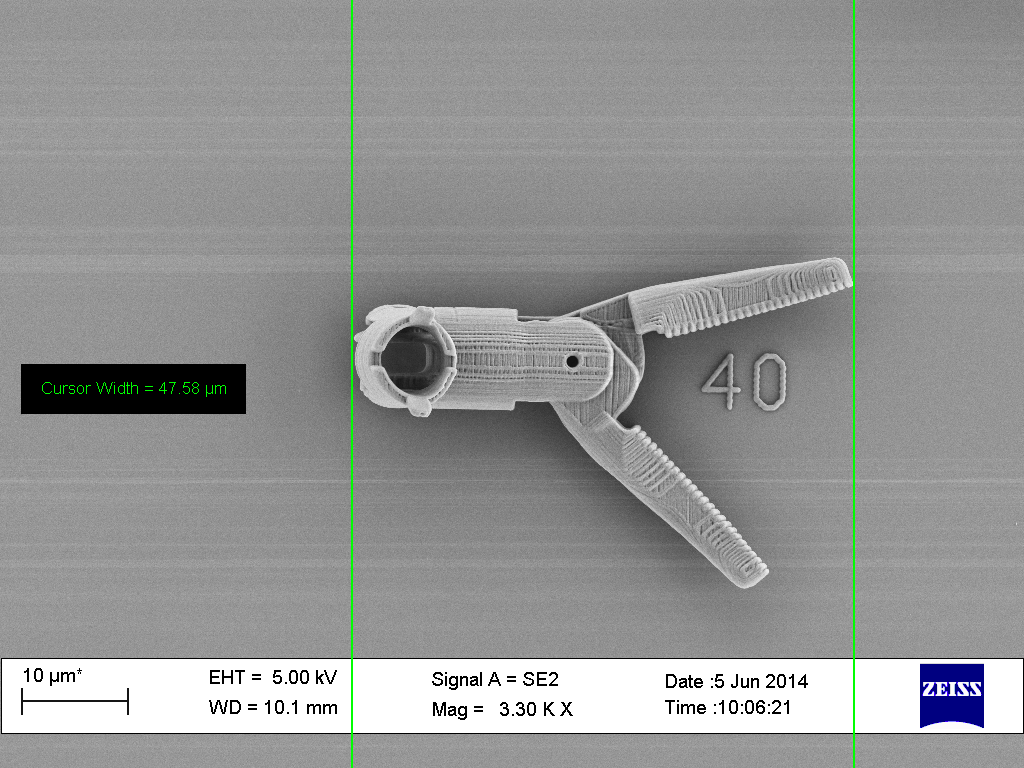 40
Cursor Width = 47.58 µm
10 µm*
EHT = 5.00 kV
WD = 10.1 mm
Signal A = SE2
Mag = 3.30 K X
Date :5 Jun 2014
Time :10:06:21
ZEISS